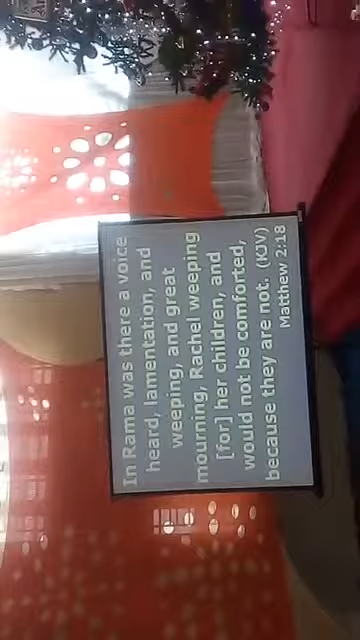 In Rama was there a voice
heard, lamentation, and
weeping, and great
mourning, Rachel weeping
[for] her children, and
would not be comforted,
because they are not. (KJV)
Matthew 2:18